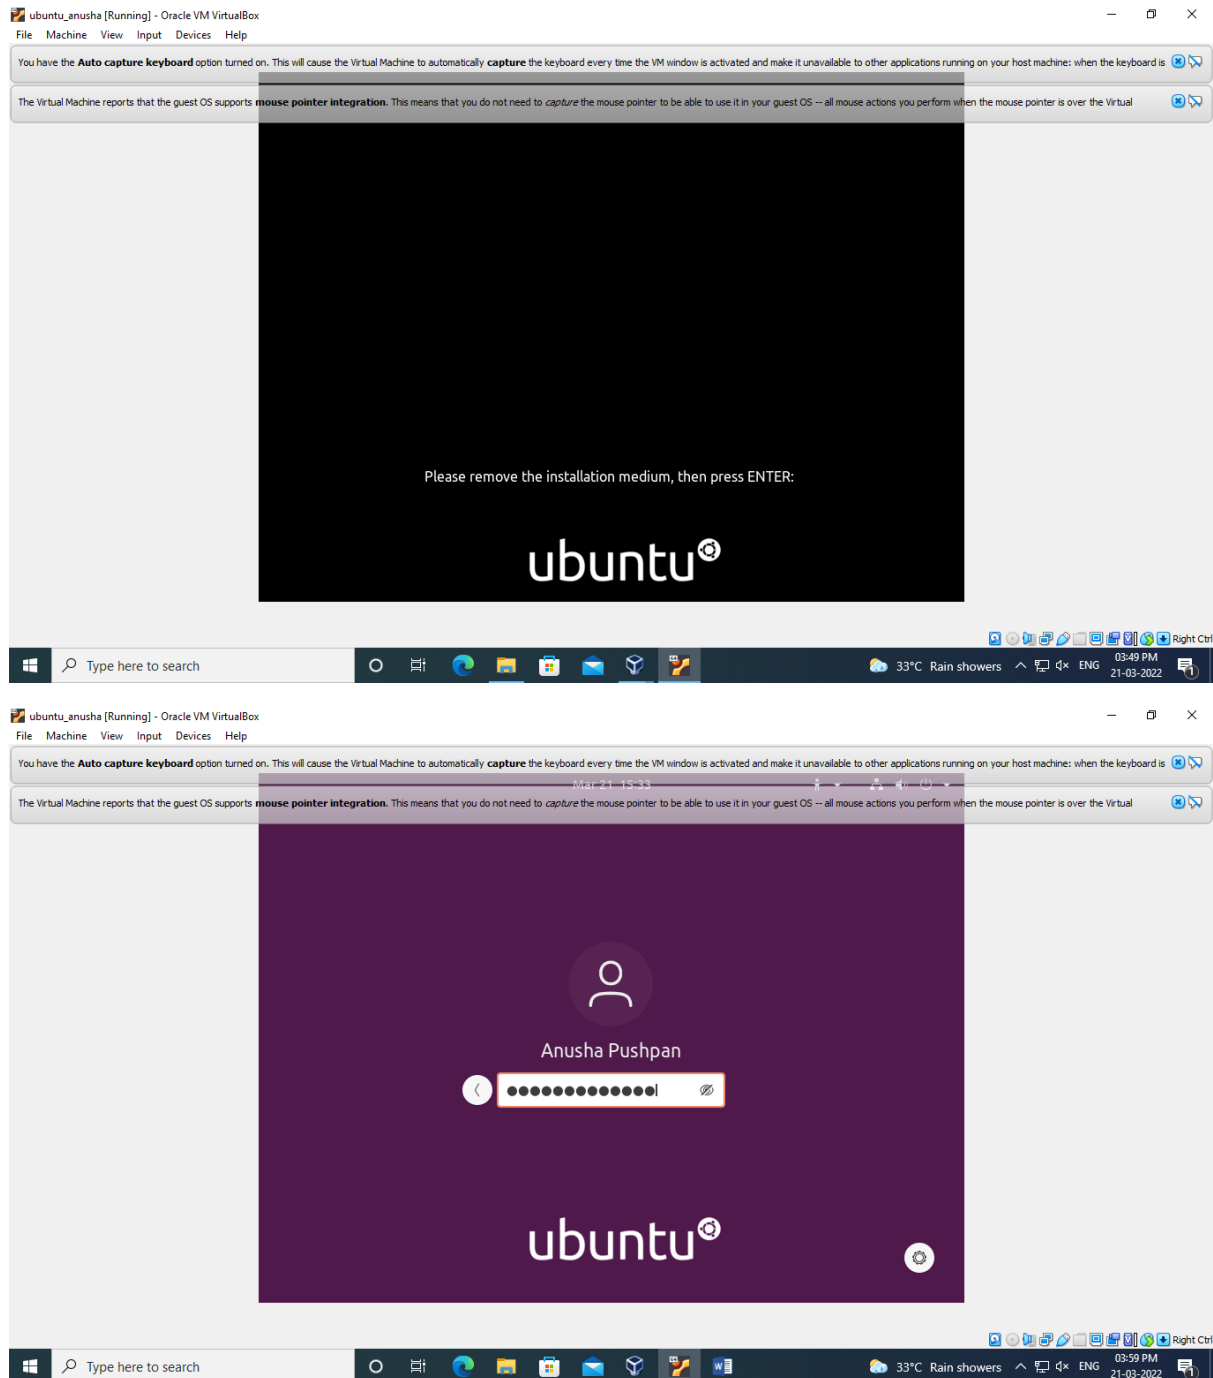 ubuntu_anusha [Running] - Oracle VM VirtualBox
File Machine View Input Devices Help
You have the Auto capture keyboard option turned on. This will cause the Virtual Machine to automatically capture the keyboard every time the VM window is activated and make it unavailable to other applications running on your host machine: when the keyboard is
The Virtual Machine reports that the guest OS supports mouse pointer integration. This means that you do not need to capture the mouse pointer to be able to use it in your guest OS -- all mouse actions you perform when the mouse pointer is over the Virtual
Please remove the installation medium, then press ENTER:
ubuntu
Right Ctrl
Type here to search
33°C Rain showers
ENG
03:49 PM
21-03-2022
1
ubuntu_anusha [Running] - Oracle VM VirtualBox
File Machine View Input Devices Help
You have the Auto capture keyboard option turned on. This will cause the Virtual Machine to automatically capture the keyboard every time the VM window is activated and make it unavailable to other applications running on your host machine: when the keyboard is
Mar 21 15:33
The Virtual Machine reports that the guest OS supports mouse pointer integration. This means that you do not need to capture the mouse pointer to be able to use it in your guest OS -- all mouse actions you perform when the mouse pointer is over the Virtual
Anusha Pushpan
●●●●●●●●●●●●●
ubuntu
Right Ctrl
Type here to search
33°C Rain showers
ENG
03:59 PM
21-03-2022